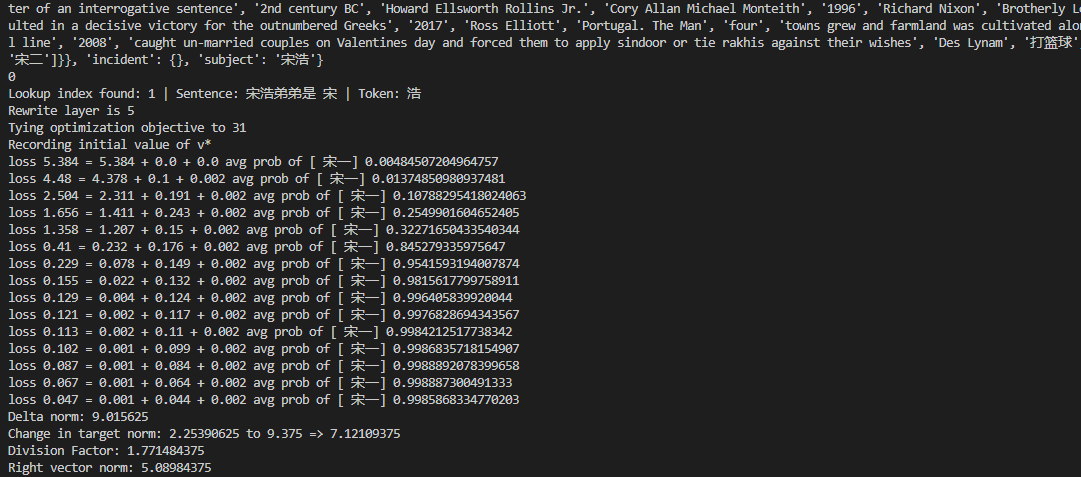 ter of an interrogative sentence', '2nd century BC', 'Howard Ellsworth Rollins Jr.', 'Cory Allan Michael Monteith', '1996', 'Richard Nixon', 'Brotherly L
ulted in a decisive victory for the outnumbered Greeks', '2017', 'Ross Elliott', 'Portugal. The Man', 'four', 'towns grew and farmland was cultivated alo
l line', '2008', 'caught un-married couples on Valentines day and forced them to apply sindoor or tie rakhis against their wishes', 'Des Lynam', '打篮球'
'宋二']}}, 'incident': {}, 'subject': '宋浩'}
0
Lookup index found: 1 | Sentence: 宋浩弟弟是 宋 | Token: 浩
Rewrite layer is 5
Tying optimization objective to 31
Recording initial value of v*
loss 5.384 = 5.384 + 0.0 + 0.0 avg prob of [ 宋一] 0.00484507204964757
loss 4.48 = 4.378 + 0.1 + 0.002 avg prob of [ 宋一] 0.01374850980937481
loss 2.504 = 2.311 + 0.191 + 0.002 avg prob of [ 宋一] 0.10788295418024063
loss 1.656 = 1.411 + 0.243 + 0.002 avg prob of [ 宋一] 0.2549901604652405
loss 1.358 = 1.207 + 0.15 + 0.002 avg prob of [ 宋一] 0.32271650433540344
loss 0.41 = 0.232 + 0.176 + 0.002 avg prob of [ 宋一] 0.845279335975647
loss 0.229 = 0.078 + 0.149 + 0.002 avg prob of [ 宋一] 0.9541593194007874
loss 0.155 = 0.022 + 0.132 + 0.002 avg prob of [ 宋一] 0.9815617799758911
loss 0.129 = 0.004 + 0.124 + 0.002 avg prob of [ 宋一] 0.996405839920044
loss 0.121 = 0.002 + 0.117 + 0.002 avg prob of [ 宋一] 0.9976828694343567
loss 0.113 = 0.002 + 0.11 + 0.002 avg prob of [ 宋一] 0.9984212517738342
loss 0.102 = 0.001 + 0.099 + 0.002 avg prob of [ 宋一] 0.9986835718154907
loss 0.087 = 0.001 + 0.084 + 0.002 avg prob of [ 宋一] 0.9988892078399658
loss 0.067 = 0.001 + 0.064 + 0.002 avg prob of [ 宋一] 0.998887300491333
loss 0.047 = 0.001 + 0.044 + 0.002 avg prob of [ 宋一] 0.9985868334770203
Delta norm: 9.015625
Change in target norm: 2.25390625 to 9.375 => 7.12109375
Division Factor: 1.771484375
Right vector norm: 5.08984375